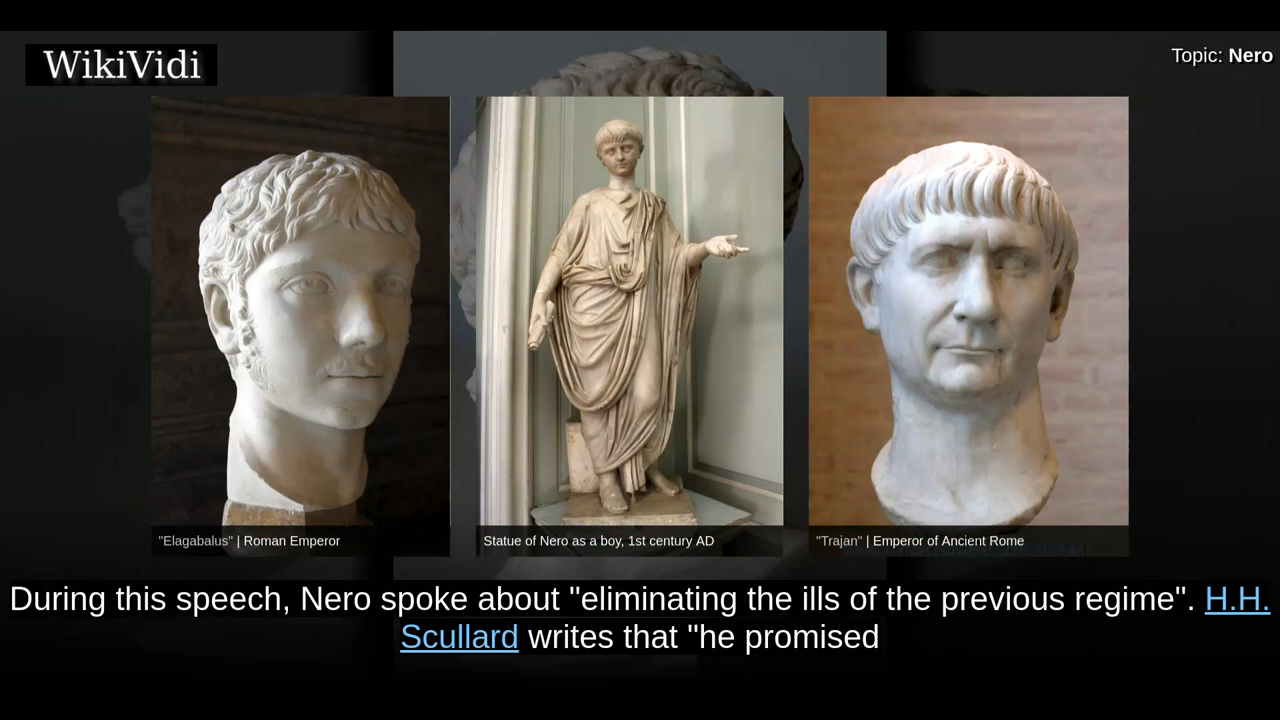 WikiVidi
Topic: Nero
"Elagabalus" | Roman Emperor
Statue of Nero as a boy, 1st century AD
"Trajan" | Emperor of Ancient Rome
During this speech, Nero spoke about "eliminating the ills of the previous regime". H.H.
Scullard writes that "he promised